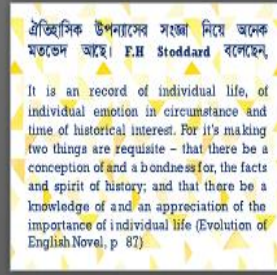 ঐতিহাসিক উপন্যাসের সংজ্ঞা নিয়ে অনেক
মতভেদ আছে। F.H Stoddard বলেছেন,
It is an record of individual life, of
individual emotion in circumstance and
time of historical interest. For it's making
two things are requisite – that there be a
conception of and a bondness for, the facts
and spirit of history; and that there be a
knowledge of and an appreciation of the
importance of individual life (Evolution of
English Novel, p 87)